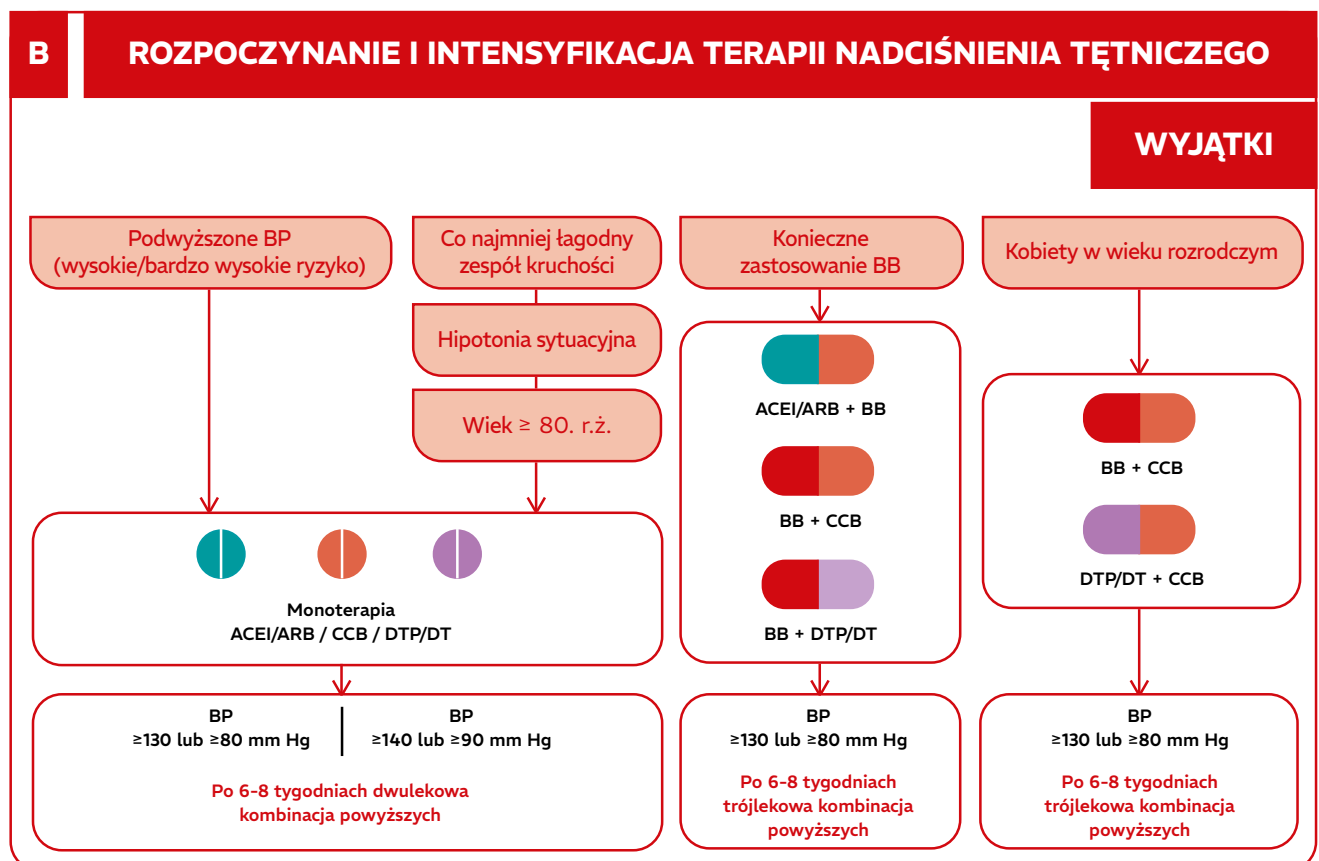 B
ROZPOCZYNANIE I INTENSYFIKACJA TERAPII NADCIŚNIENIA TĘTNICZEGO
WYJĄTKI
Podwyższone BP
(wysokie/bardzo wysokie ryzyko)
Co najmniej łagodny
zespół kruchości
Hipotonia sytuacyjna
Wiek ≥ 80. r.ż.
Monoterapia
ACEI/ARB / CCB / DTP/DT
BP
≥130 lub ≥80 mm Hg
BP
≥140 lub ≥90 mm Hg
Po 6-8 tygodniach dwulekowa
kombinacja powyższych
Konieczne
zastosowanie BB
ACEI/ARB + BB
BB + CCB
BB + DTP/DT
BP
≥130 lub ≥80 mm Hg
Po 6-8 tygodniach
trójlekowa kombinacja
powyższych
Kobiety w wieku rozrodczym
BB + CCB
DTP/DT + CCB
BP
≥130 lub ≥80 mm Hg
Po 6-8 tygodniach
trójlekowa kombinacja
powyższych